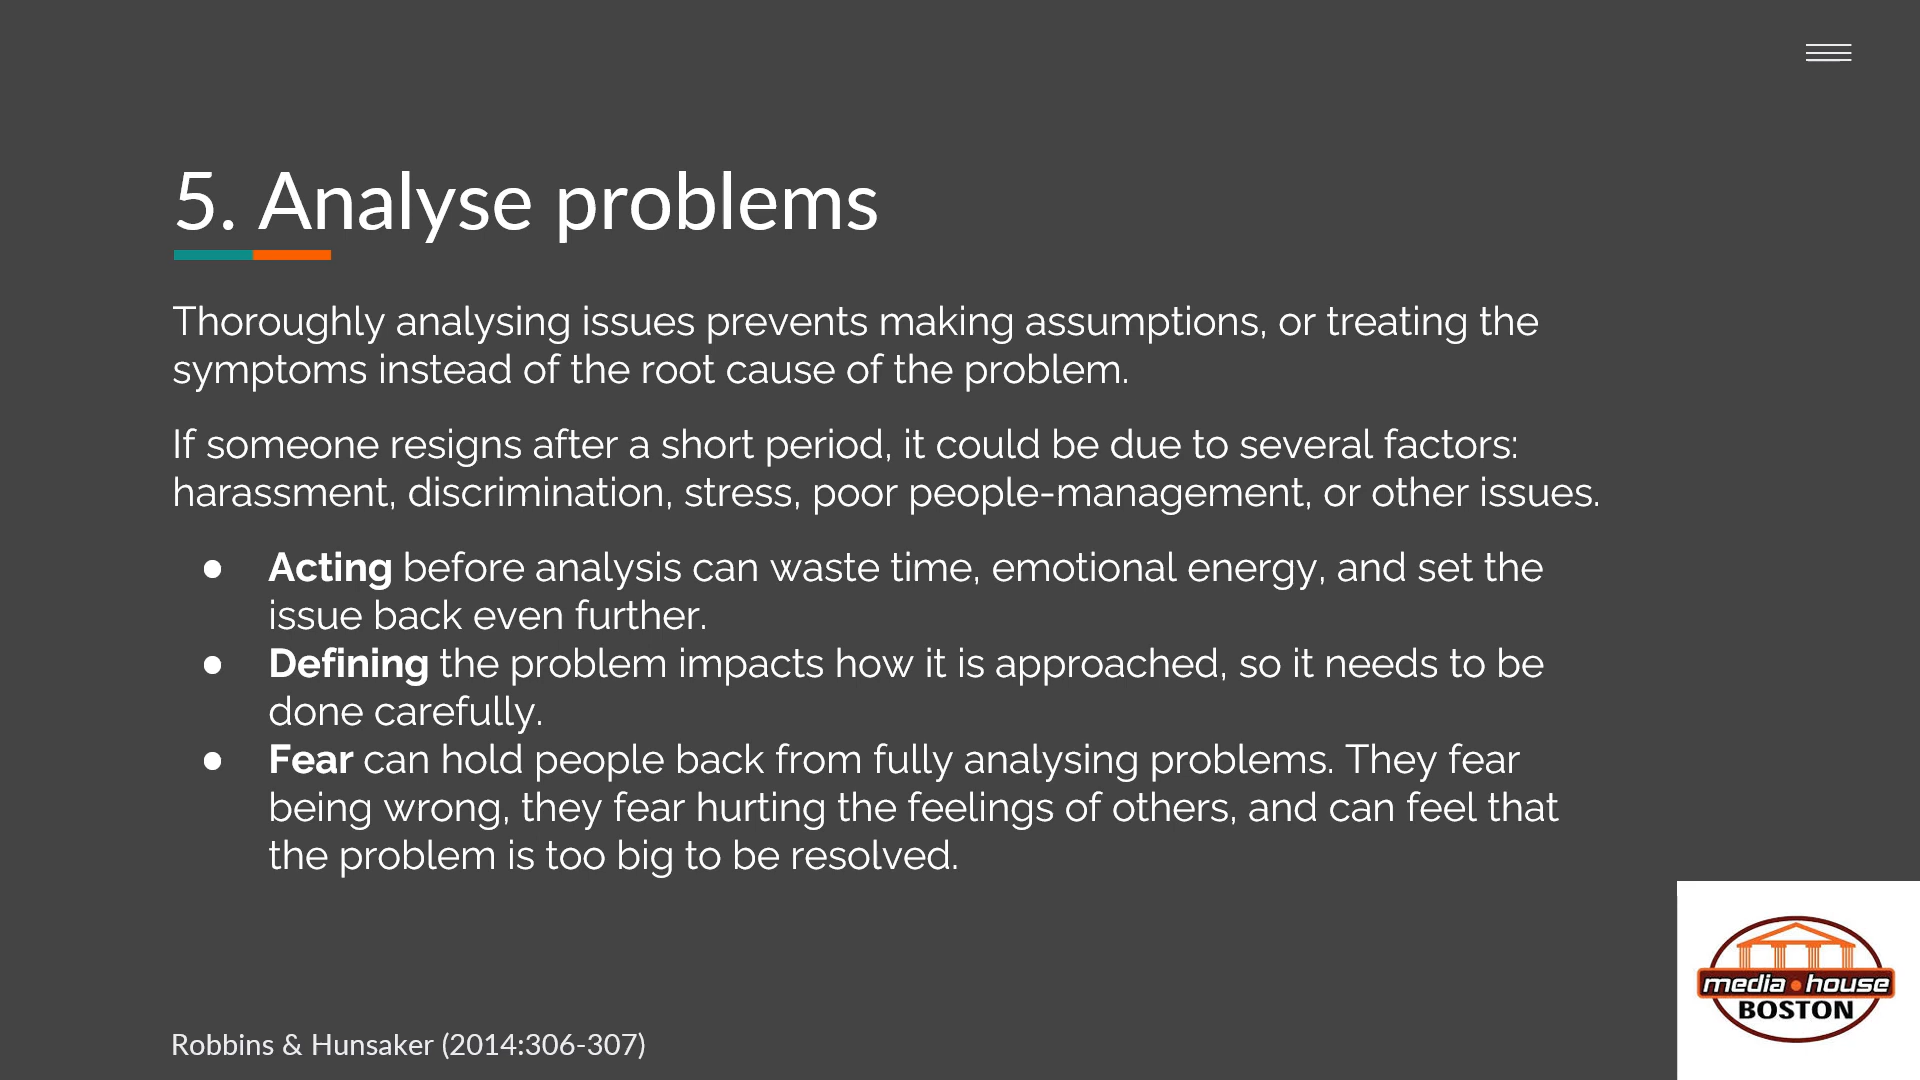 5. Analyse problems
Thoroughly analysing issues prevents making assumptions, or treating the
symptoms instead of the root cause of the problem.
If someone resigns after a short period, it could be due to several factors:
harassment, discrimination, stress, poor people-management, or other issues.
● Acting before analysis can waste time, emotional energy, and set the
issue back even further.
● Defining the problem impacts how it is approached, so it needs to be
done carefully.
● Fear can hold people back from fully analysing problems. They fear
being wrong, they fear hurting the feelings of others, and can feel that
the problem is too big to be resolved.
media•house
BOSTON
Robbins & Hunsaker (2014:306-307)